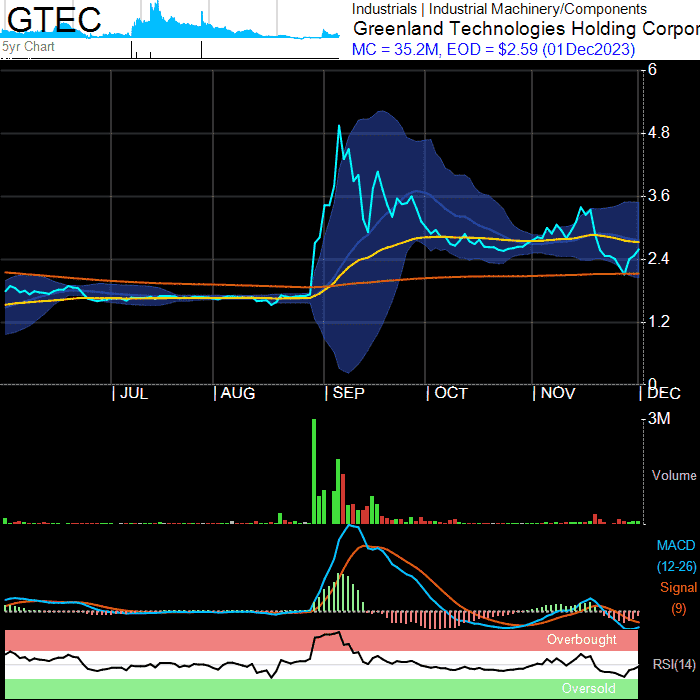 GTEC
5yr Chart
Industrials | Industrial Machinery/Components
Greenland Technologies Holding Corpor
MC = 35.2M, EOD = $2.59 (01Dec2023)
6
4.8
3.6
2.4
1.2
0
| JUL | AUG | SEP | OCT | NOV | DEC
3M
Volume
MACD
(12-26)
Signal
(9)
Overbought
RSI(14)
Oversold